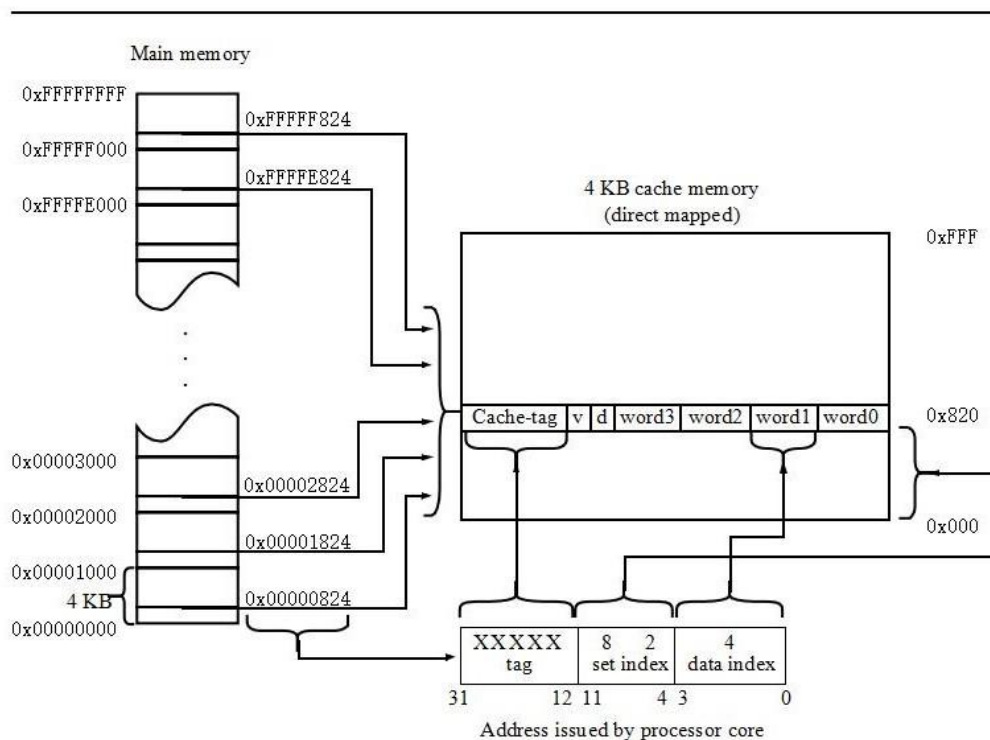 Main memory
0xFFFFFFFF
0xFFFFF824
0xFFFFF000
0xFFFFE824
0xFFFFE000
4 KB cache memory
(direct mapped)
0xFFF
.
.
.
Cache-tag v d word3 word2 word1 word0
0x820
0x00003000
0x00002824
0x00002000
0x000
0x00001824
0x00001000
4 KB
0x00000824
0x00000000
XXXXX 8 2 4
tag set index data index
31 12 11 4 3 0
Address issued by processor core